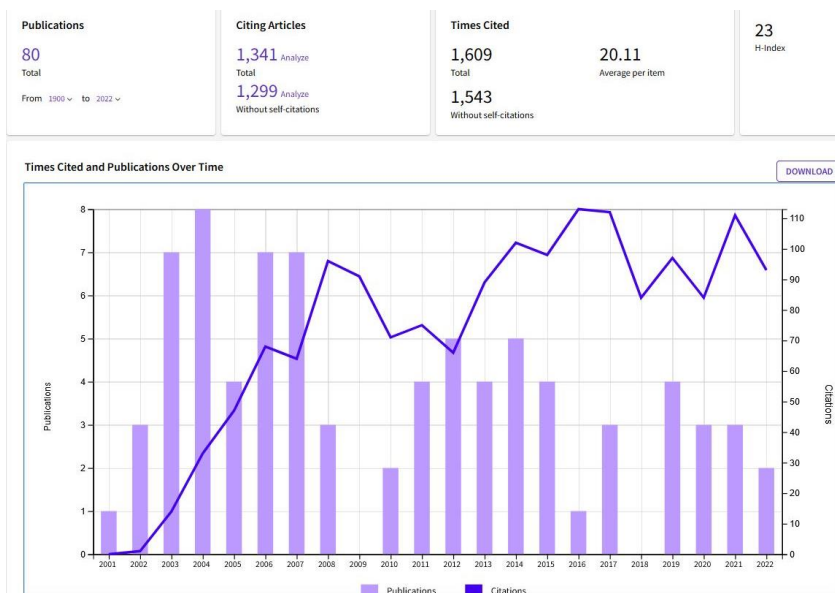 Publications
80
Total
From 1900 to 2022
Citing Articles
1,341 Analyze
Total
1,299 Analyze
Without self-citations
Times Cited
1,609
Total
1,543
Without self-citations
20.11
Average per item
23
H-Index
Times Cited and Publications Over Time
DOWNLOAD
8
7
6
5
4
3
2
1
0
Publications
110
100
90
80
70
60
50
40
30
20
10
0
Citations
2001 2002 2003 2004 2005 2006 2007 2008 2009 2010 2011 2012 2013 2014 2015 2016 2017 2018 2019 2020 2021 2022
Publications Citations